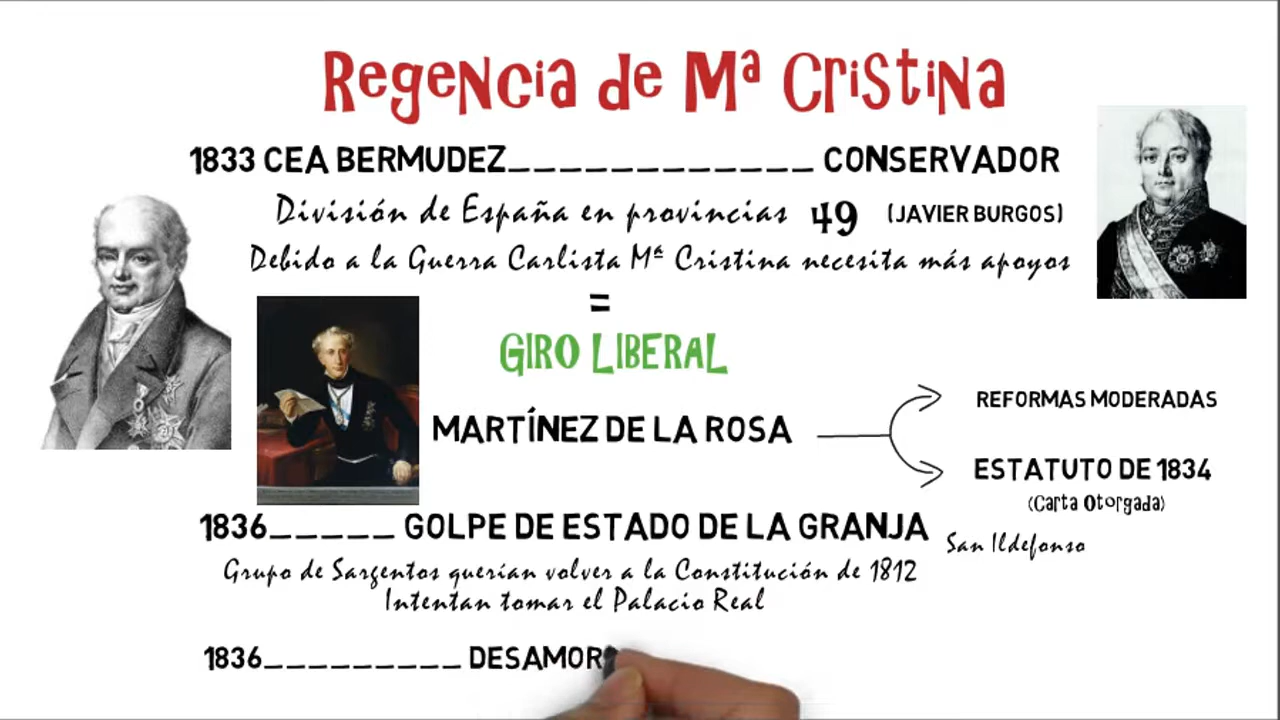 Regencia de Mª Cristina
1833 CEA BERMUDEZ____________ CONSERVADOR
División de España en provincias 49 (JAVIER BURGOS)
Debido a la Guerra Carlista Mª Cristina necesita más apoyos
=
GIRO LIBERAL
REFORMAS MODERADAS
MARTÍNEZ DE LA ROSA
ESTATUTO DE 1834
(Carta Otorgada)
1836_____ GOLPE DE ESTADO DE LA GRANJA
San Ildefonso
Grupo de Sargentos querían volver a la Constitución de 1812
Intentan tomar el Palacio Real
1836_________ DESAMOR